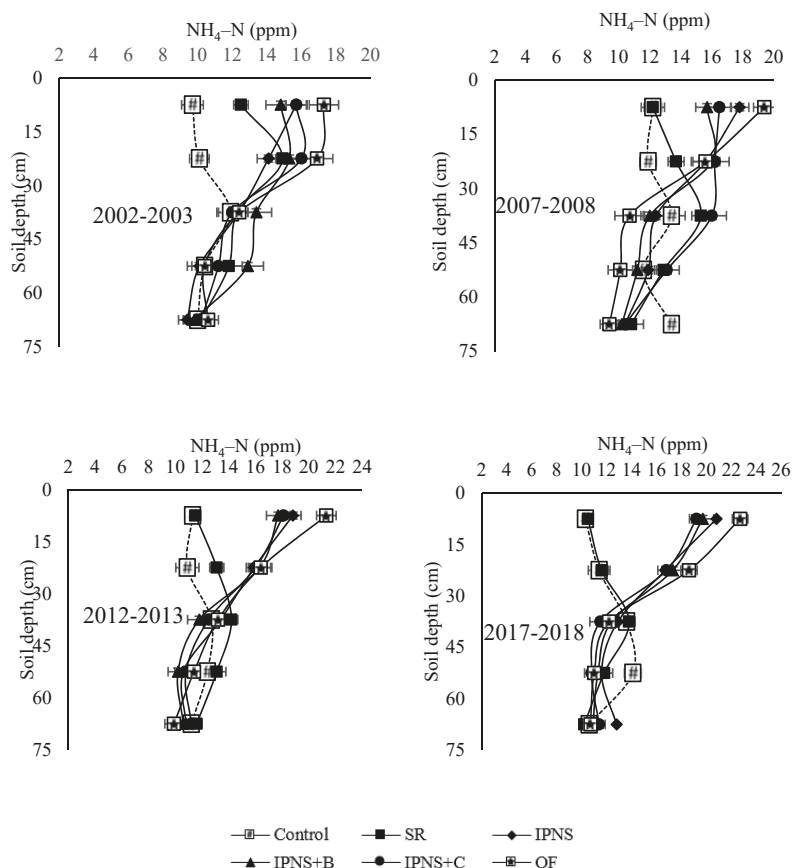 NH₄–N (ppm)
2 4 6 8 10 12 14 16 18 20
0
15
30
45
60
75
Soil depth (cm)
2002-2003
NH₄–N (ppm)
2 4 6 8 10 12 14 16 18 20
0
15
30
45
60
75
Soil depth (cm)
2007-2008
NH₄–N (ppm)
2 4 6 8 10 12 14 16 18 20 22 24
0
15
30
45
60
75
Soil depth (cm)
2012-2013
NH₄–N (ppm)
2 4 6 8 10 12 14 16 18 20 22 24 26
0
15
30
45
60
75
Soil depth (cm)
2017-2018
Control SR IPNS
IPNS+B IPNS+C OF